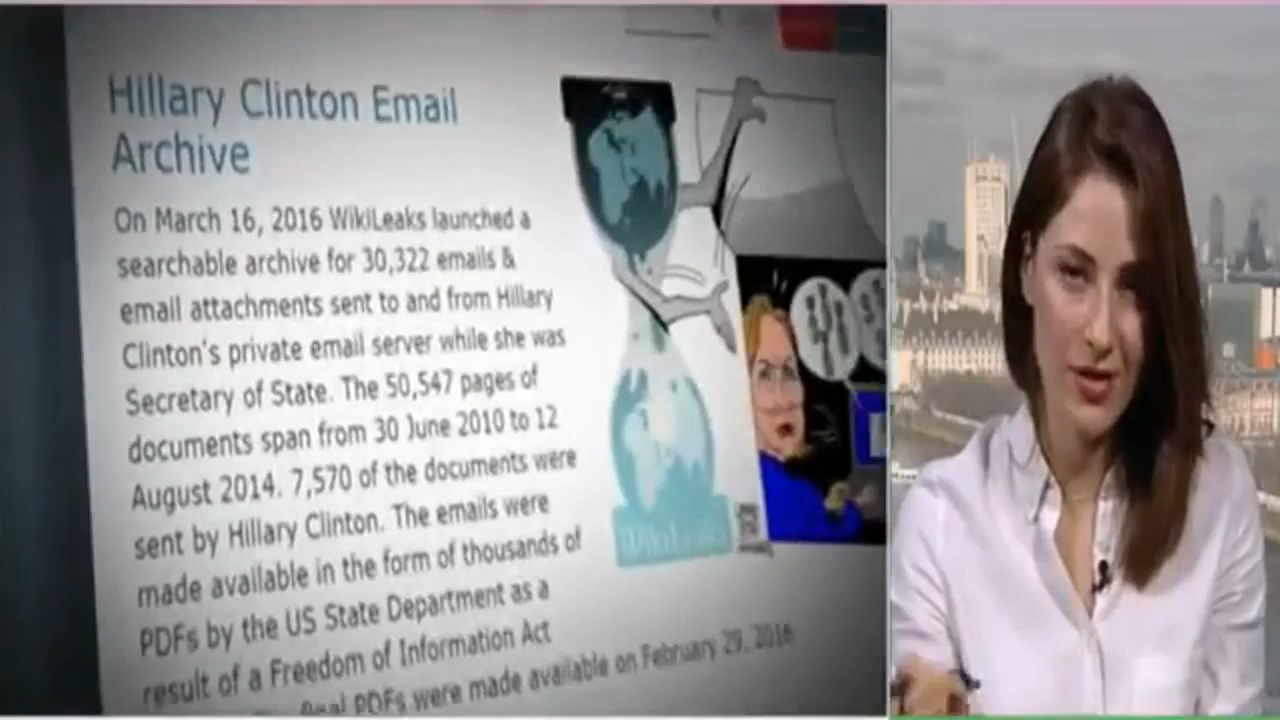 Hillary Clinton Email
Archive
On March 16, 2016 WikiLeaks launched a
searchable archive for 30,322 emails &
email attachments sent to and from Hillary
Clinton's private email server while she was
Secretary of State. The 50,547 pages of
documents span from 30 June 2010 to 12
August 2014. 7,570 of the documents were
sent by Hillary Clinton. The emails were
made available in the form of thousands of
PDFs by the US State Department as a
result of a Freedom of Information Act
PDFs were made available on February 29, 2016
WikiLeaks